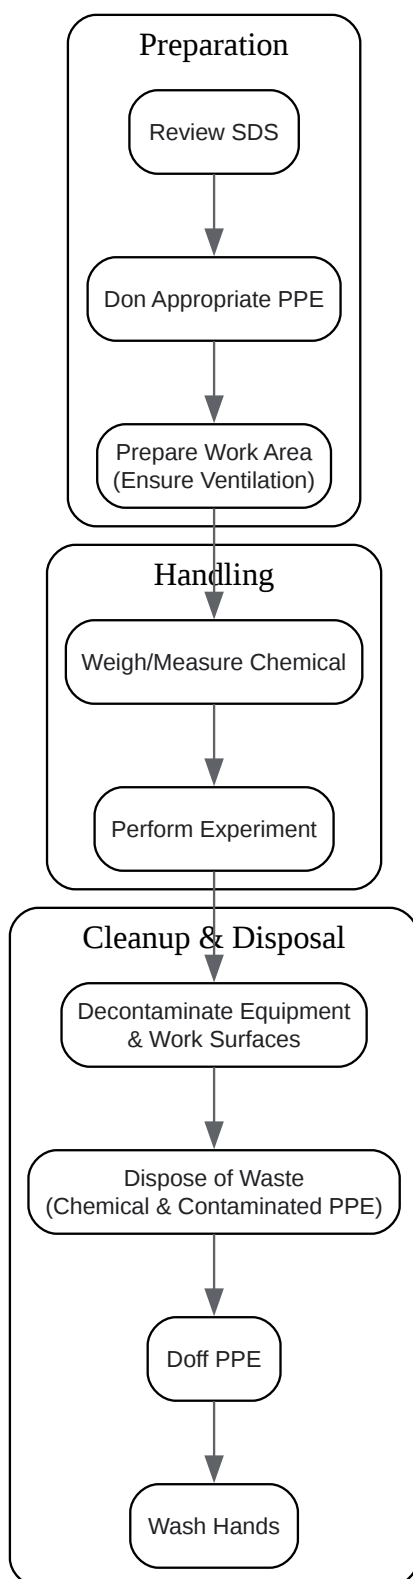 Preparation
Review SDS
Don Appropriate PPE
Prepare Work Area
(Ensure Ventilation)
Handling
Weigh/Measure Chemical
Perform Experiment
Cleanup & Disposal
Decontaminate Equipment
& Work Surfaces
Dispose of Waste
(Chemical & Contaminated PPE)
Doff PPE
Wash Hands